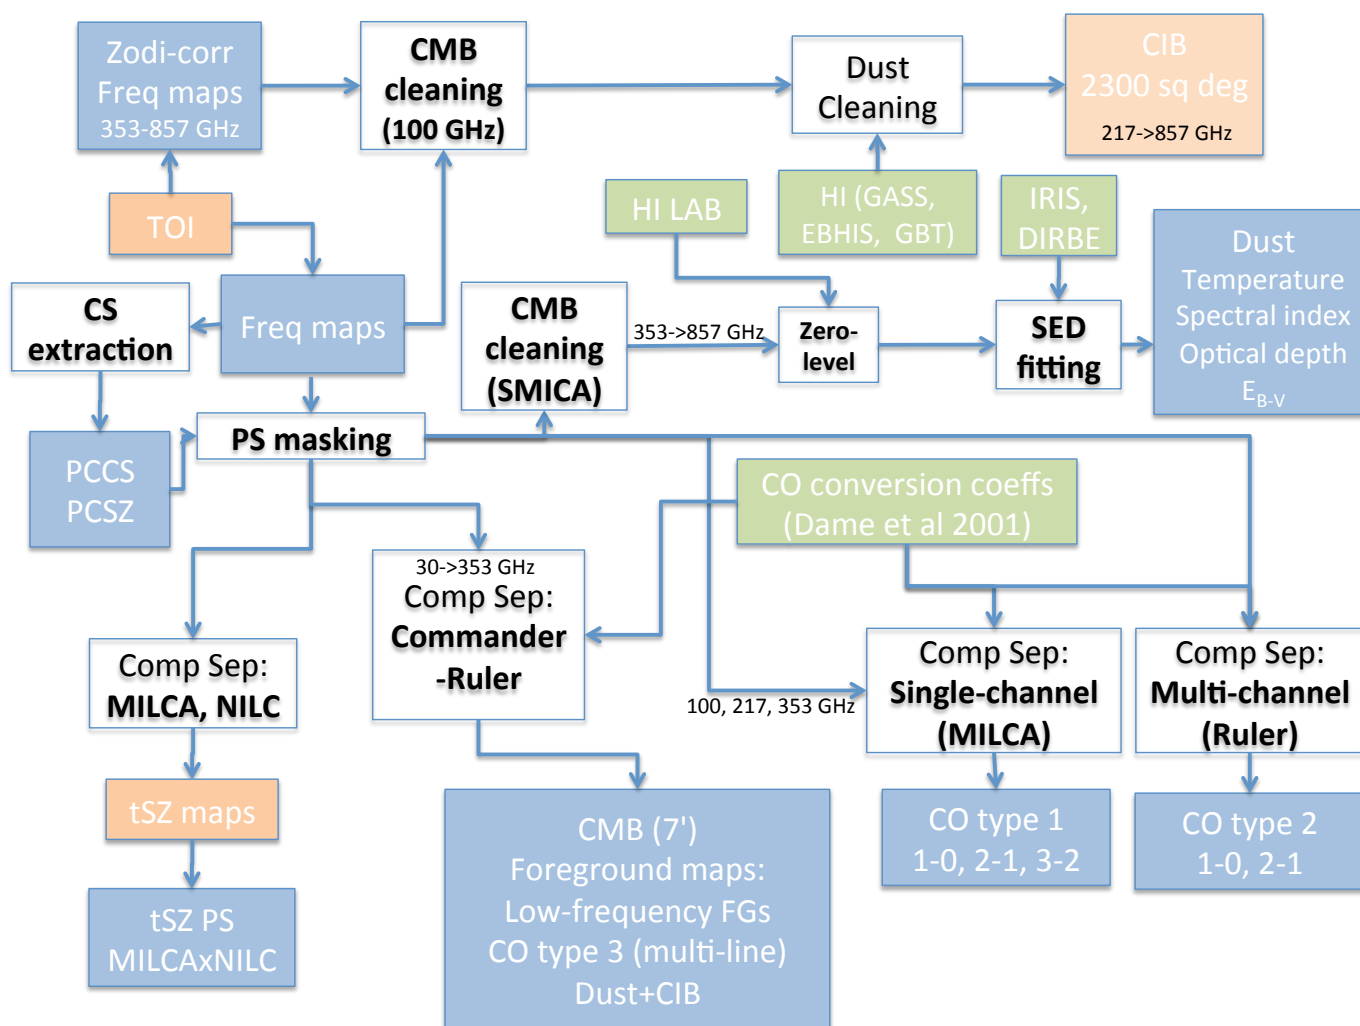 Zodi-corr
Freq maps
353-857 GHz
CMB
cleaning
(100 GHz)
Dust
Cleaning
CIB
2300 sq deg
217->857 GHz
TOI
HI LAB
HI (GASS,
EBHIS, GBT)
IRIS,
DIRBE
Dust
Temperature
Spectral index
Optical depth
E_B-V
CS
extraction
Freq maps
CMB
cleaning
(SMICA)
353->857 GHz
Zero-
level
SED
fitting
PCCS
PCSZ
PS masking
CO conversion coeffs
(Dame et al 2001)
30->353 GHz
Comp Sep:
Commander
-Ruler
Comp Sep:
MILCA, NILC
100, 217, 353 GHz
Comp Sep:
Single-channel
(MILCA)
Comp Sep:
Multi-channel
(Ruler)
tSZ maps
tSZ PS
MILCAxNILC
CMB (7')
Foreground maps:
Low-frequency FGs
CO type 3 (multi-line)
Dust+CIB
CO type 1
1-0, 2-1, 3-2
CO type 2
1-0, 2-1